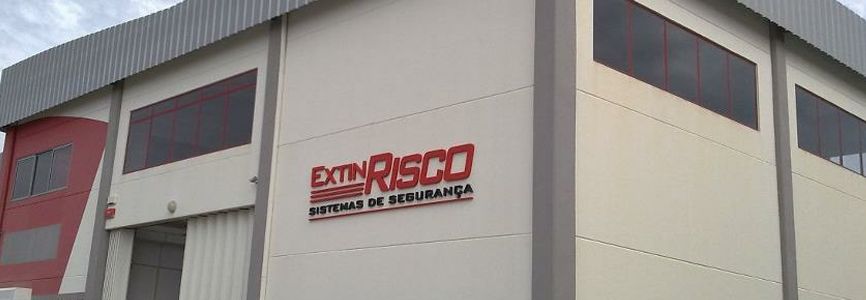 EXTINRISCO
SISTEMAS DE SEGURANÇA